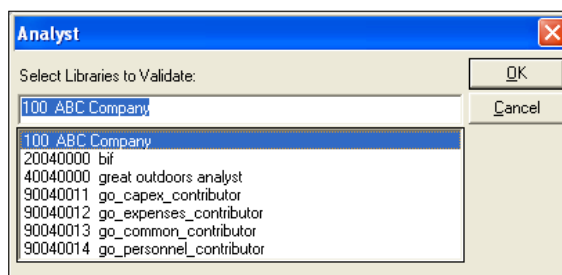 Analyst
Select Libraries to Validate:
OK
100 ABC Company
Cancel
100 ABC Company
20040000 bif
40040000 great outdoors analyst
90040011 go_capex_contributor
90040012 go_expenses_contributor
90040013 go_common_contributor
90040014 go_personnel_contributor